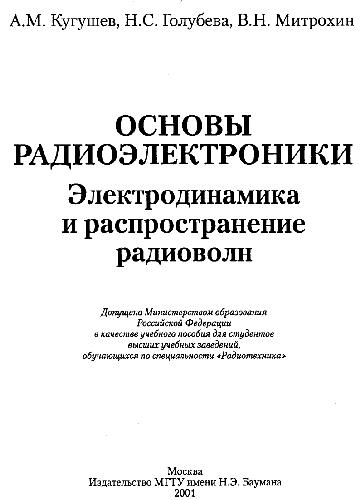 А.М. Кугушев, Н.С. Голубева, В.Н. Митрохин
ОСНОВЫ
РАДИОЭЛЕКТРОНИКИ
Электродинамика
и распространение
радиоволн
Допущено Министерством образования
Российской Федерации
в качестве учебного пособия для студентов
высших учебных заведений,
обучающихся по специальности «Радиотехника»
Москва
Издательство МГТУ имени Н.Э. Баумана
2001